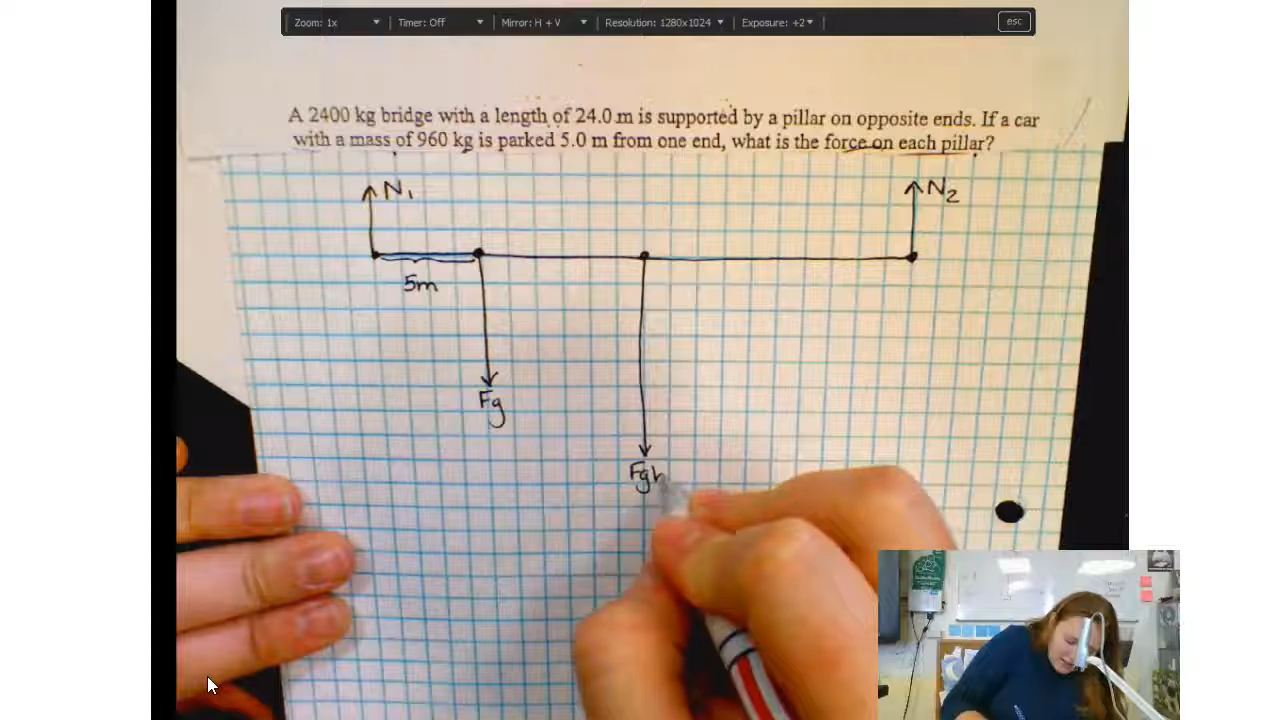 Zoom: 1x Timer: Off Mirror: H + V Resolution: 1280x1024 Exposure: +2 esc
A 2400 kg bridge with a length of 24.0 m is supported by a pillar on opposite ends. If a car
with a mass of 960 kg is parked 5.0 m from one end, what is the force on each pillar?
N₁ N₂
5m
Fg
Fg